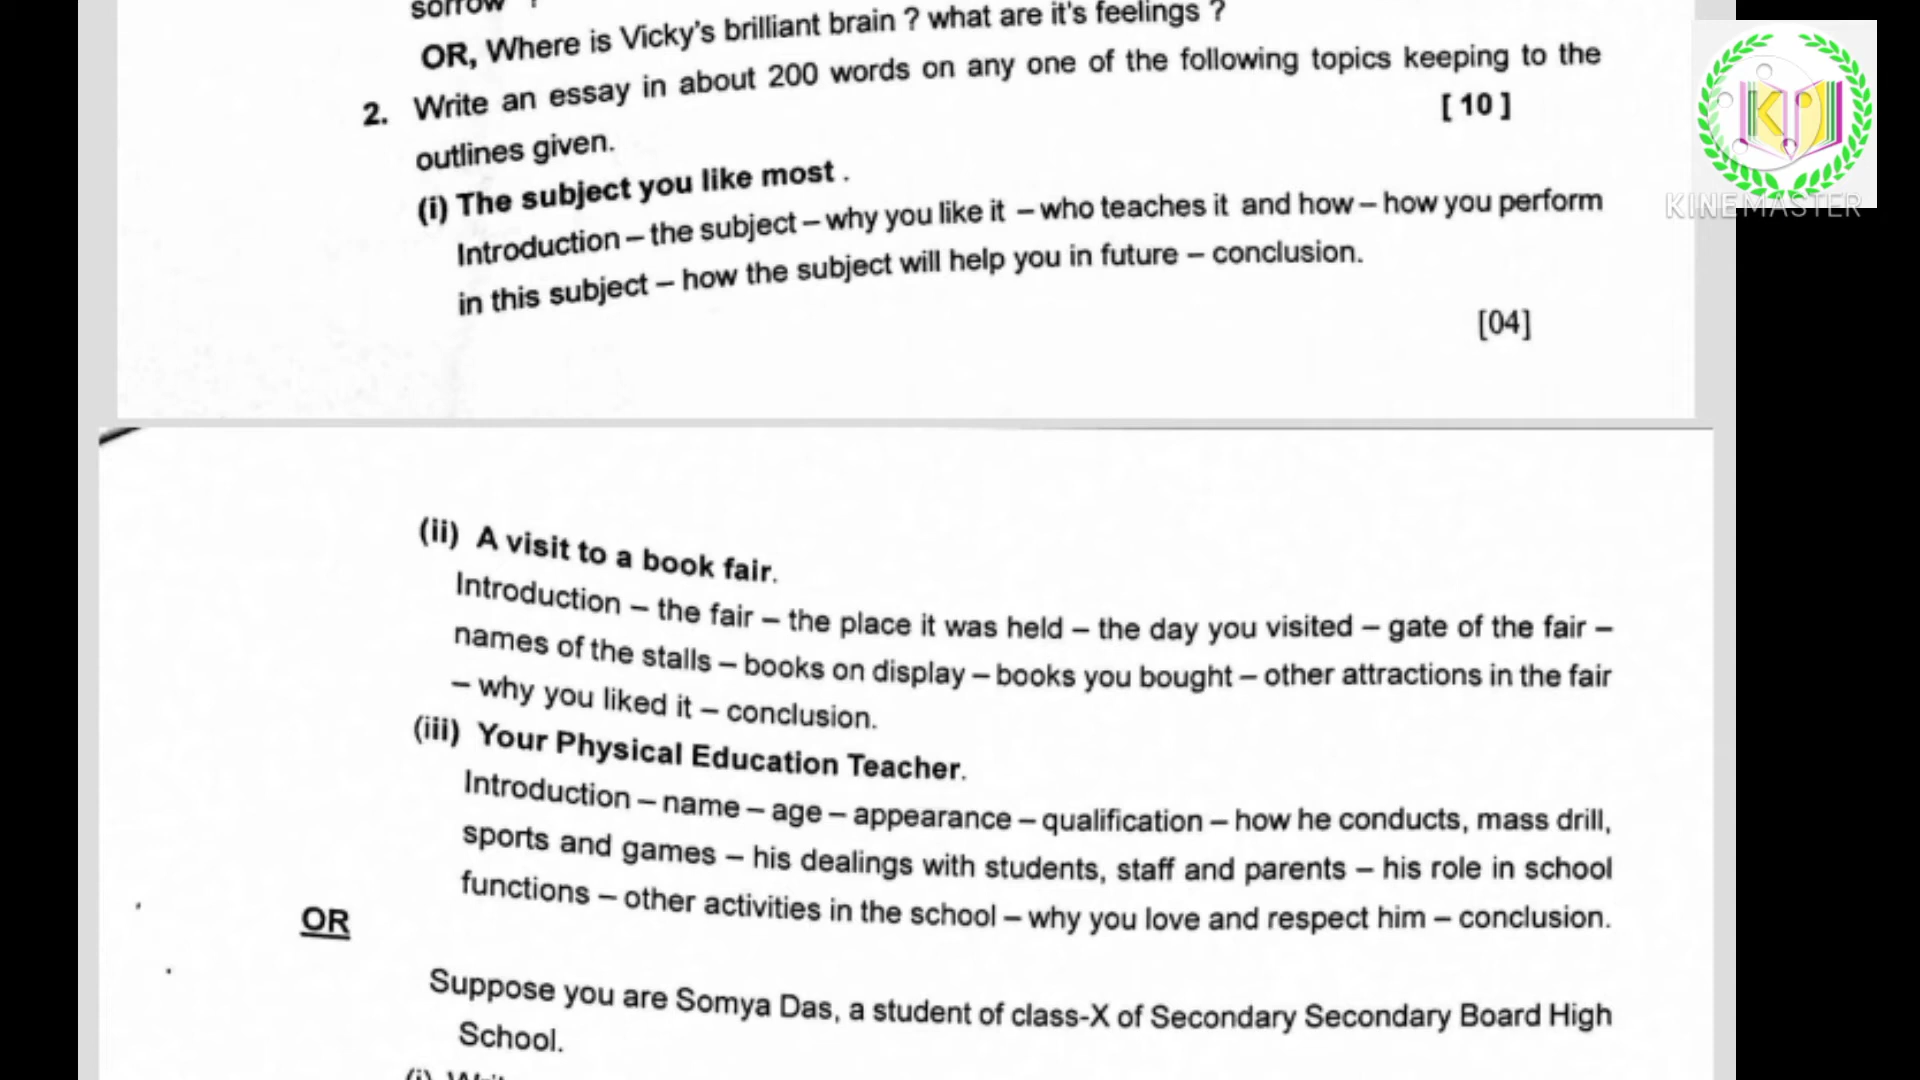 sorrow ?
OR, Where is Vicky's brilliant brain ? what are it's feelings ?
2. Write an essay in about 200 words on any one of the following topics keeping to the
outlines given. [ 10 ]
(i) The subject you like most .
Introduction – the subject – why you like it – who teaches it and how – how you perform
in this subject – how the subject will help you in future – conclusion.
[04]
K
KINEMASTER
(ii) A visit to a book fair.
Introduction – the fair – the place it was held – the day you visited – gate of the fair –
names of the stalls – books on display – books you bought – other attractions in the fair
– why you liked it – conclusion.
(iii) Your Physical Education Teacher.
Introduction – name – age – appearance – qualification – how he conducts, mass drill,
sports and games – his dealings with students, staff and parents – his role in school
functions – other activities in the school – why you love and respect him – conclusion.
OR
Suppose you are Somya Das, a student of class-X of Secondary Secondary Board High
School.
(i)